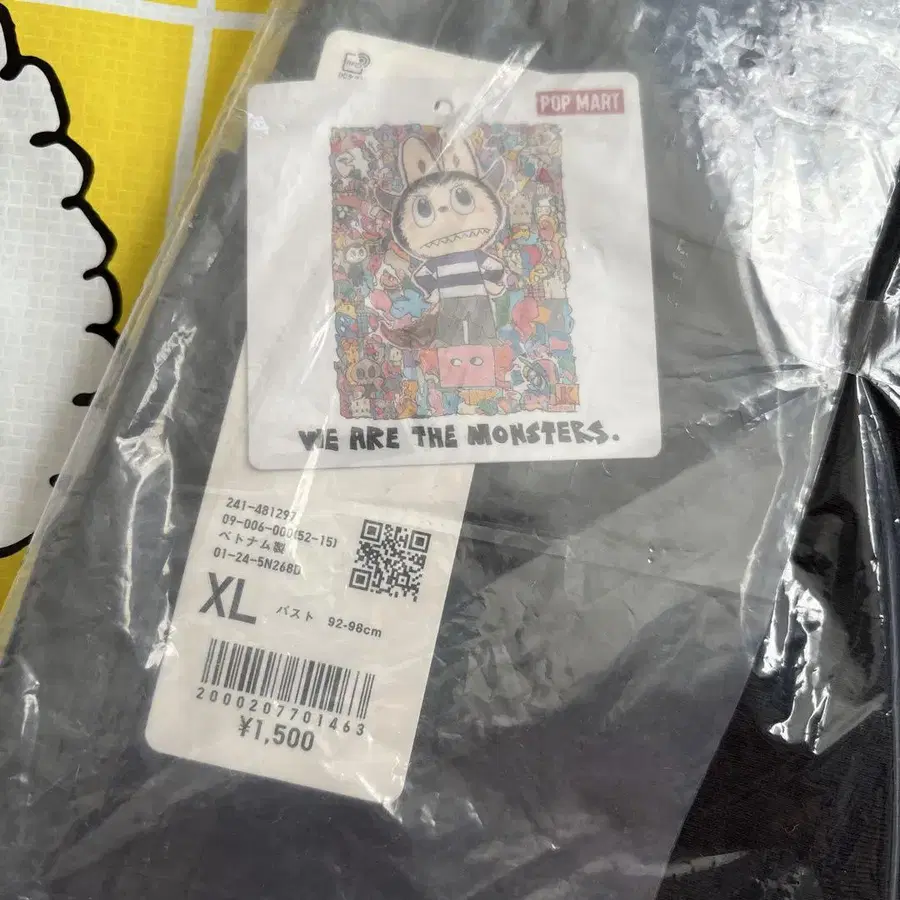 POP MART
WE ARE THE MONSTERS.
241-481297
09-006-000(52-15)
ベトナム製
01-24-5N268D
XL バスト 92-98cm
2000207701463
¥1,500